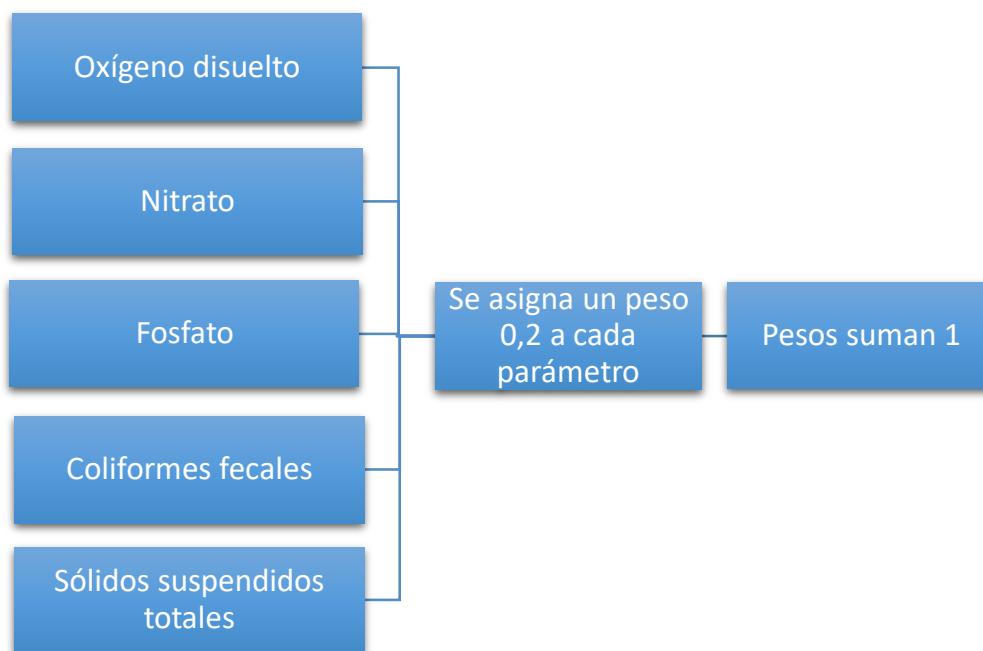 Oxígeno disuelto
Nitrato
Fosfato
Coliformes fecales
Sólidos suspendidos
totales
Se asigna un peso
0,2 a cada
parámetro
Pesos suman 1